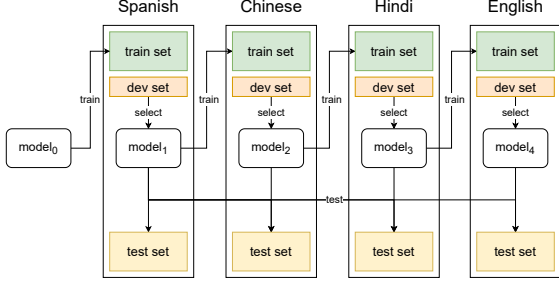 Spanish Chinese Hindi English
train set train set train set train set
dev set dev set dev set dev set
train train train train
select select select select
model0 model1 model2 model3 model4
test
test set test set test set test set